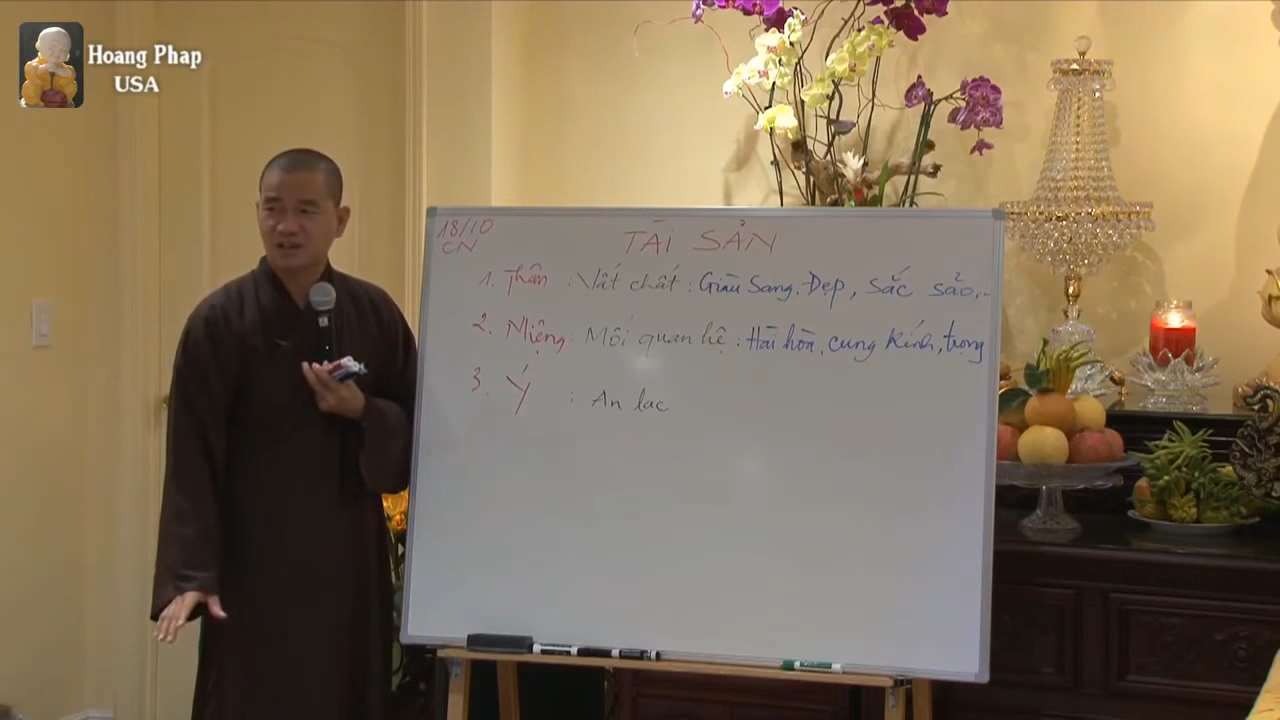 Hoang Phap
USA
18/10
CN
TÀI SẢN
1. Thân : Vật chất : Giàu Sang, Đẹp, sắc sảo,..
2. Miệng : Mối quan hệ : Hài hòa, cung kính, trọng
3. Ý : An lạc